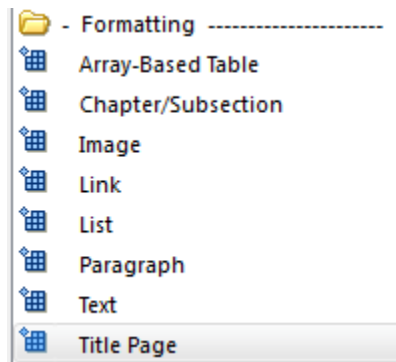 - Formatting ----------------------
Array-Based Table
Chapter/Subsection
Image
Link
List
Paragraph
Text
Title Page